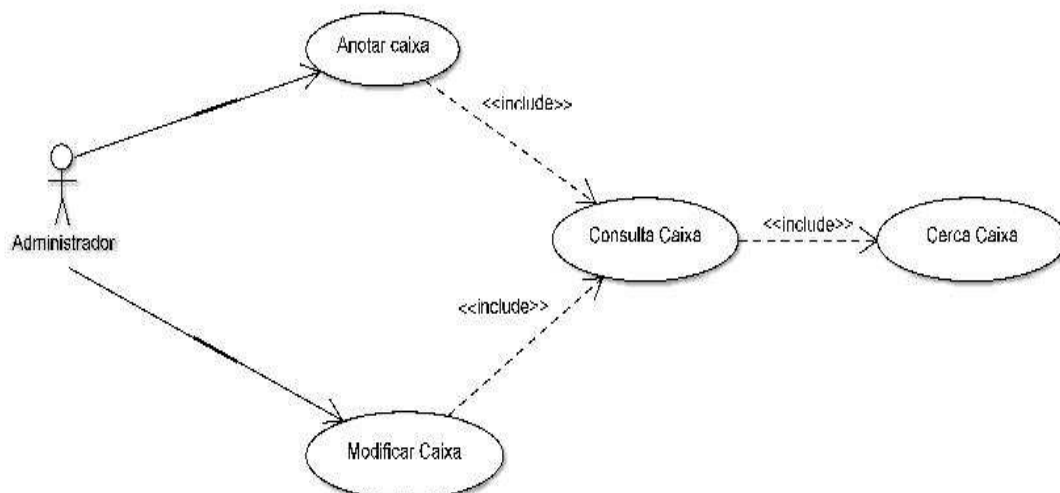 Anotar caixa
<<include>>
Administrador
Consulta Caixa
<<include>>
Cerca Caixa
<<include>>
Modificar Caixa